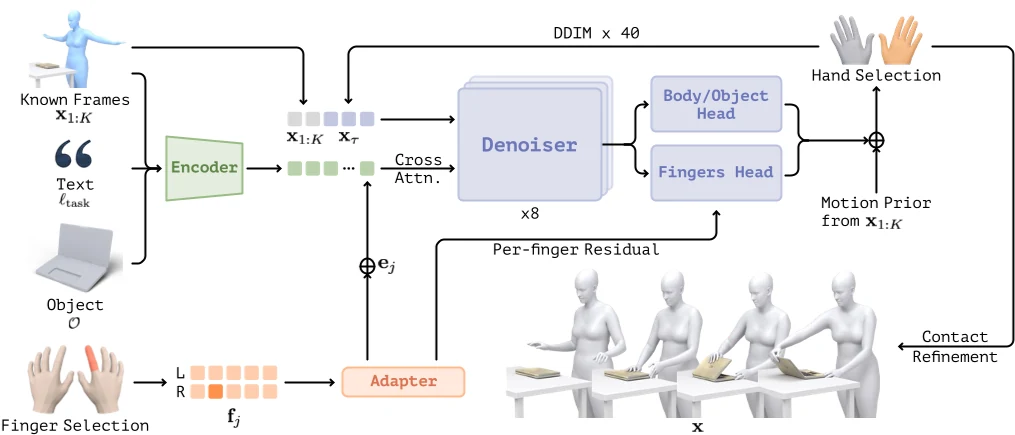 DDIM x 40
Hand Selection
Known Frames
x₁:K
x₁:K
xτ
Body/Object
Head
Denoiser
Encoder
Cross
Attn.
Text
ℓtask
Fingers Head
Motion Prior
from x₁:K
x8
Per-finger Residual
eⱼ
Object
𝒪
Contact
Refinement
L
R
Adapter
fⱼ
Finger Selection
x